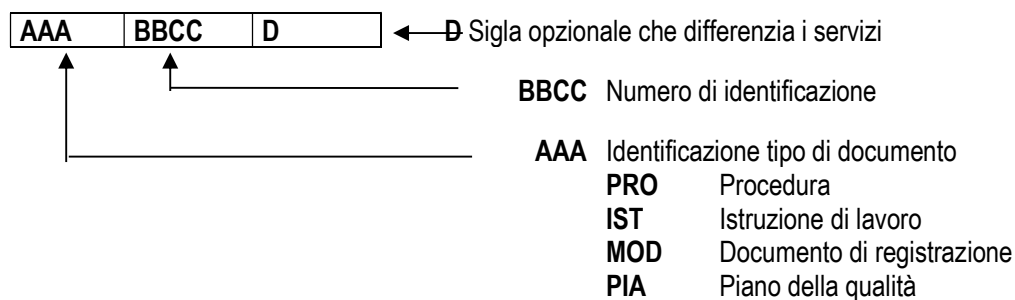 AAA BBCC D D Sigla opzionale che differenzia i servizi
BBCC Numero di identificazione
AAA Identificazione tipo di documento
PRO Procedura
IST Istruzione di lavoro
MOD Documento di registrazione
PIA Piano della qualità